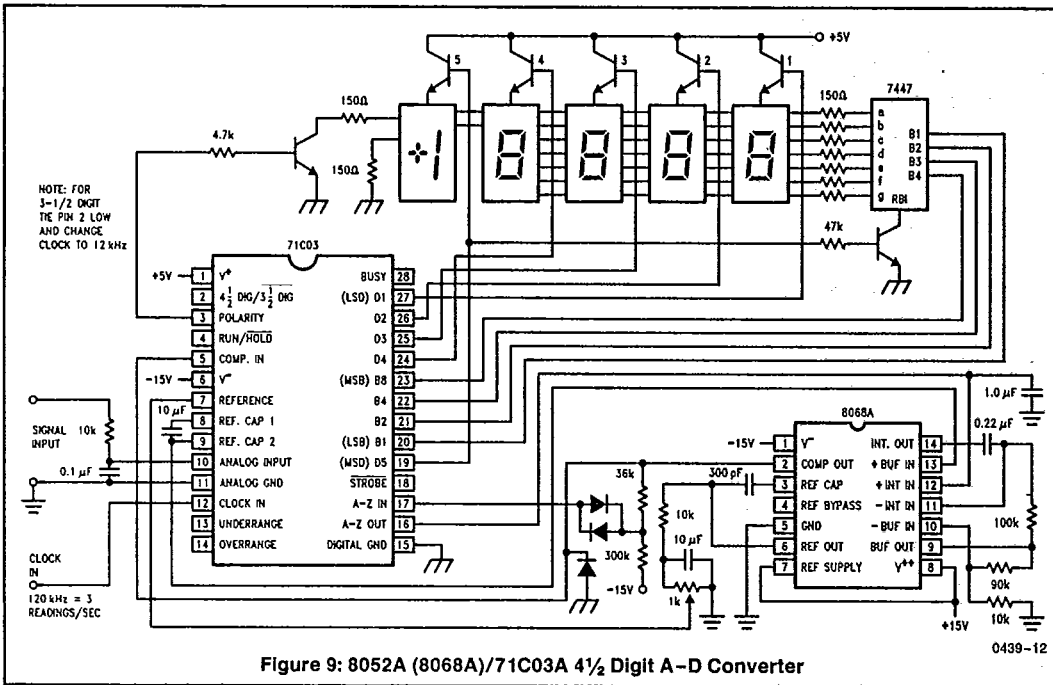 +5V
5
4
3
2
1
150Ω
150Ω
7447
4.7k
150Ω
+1
8
8
8
8
a
b
c
d
e
f
g
B1
B2
B3
B4
RBI
47k
NOTE: FOR
3-1/2 DIGIT
TIE PIN 2 LOW
AND CHANGE
CLOCK TO 12 kHz
71C03
+5V
1 V+
2 4 1/2 DIG/3 1/2 DIG
3 POLARITY
4 RUN/HOLD
5 COMP. IN
-15V
6 V-
7 REFERENCE
10 µF
8 REF. CAP 1
9 REF. CAP 2
10 ANALOG INPUT
11 ANALOG GND
12 CLOCK IN
13 UNDERRANGE
14 OVERRANGE
BUSY 28
(LSD) D1 27
D2 26
D3 25
D4 24
(MSB) B8 23
B4 22
B2 21
(LSB) B1 20
(MSD) D5 19
STROBE 18
A-Z IN 17
A-Z OUT 16
DIGITAL GND 15
SIGNAL
INPUT
10k
0.1 µF
CLOCK
IN
120 kHz = 3
READINGS/SEC
36k
300k
-15V
300 pF
10k
10 µF
1k
8068A
-15V
1 V-
2 COMP OUT
3 REF CAP
4 REF BYPASS
5 GND
6 REF OUT
7 REF SUPPLY
INT. OUT 14
+BUF IN 13
+INT IN 12
-INT IN 11
-BUF IN 10
BUF OUT 9
V++ 8
1.0 µF
0.22 µF
100k
90k
10k
+15V
0439-12
Figure 9: 8052A (8068A)/71C03A 4½ Digit A-D Converter